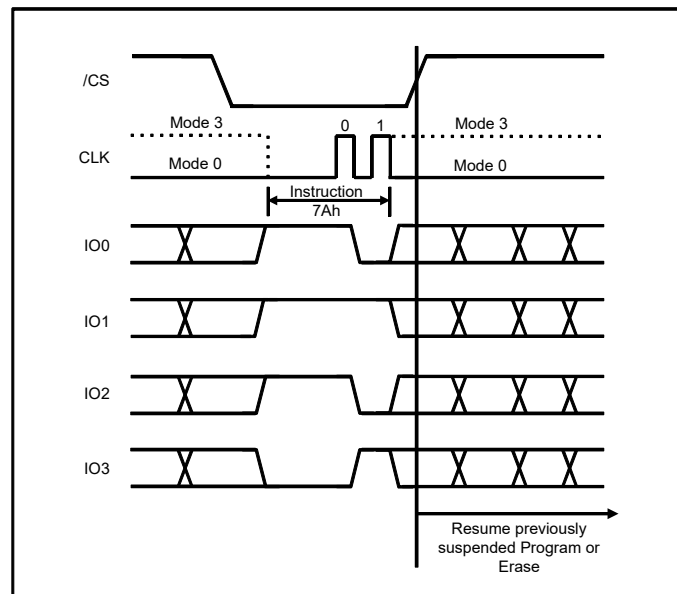 /CS
Mode 3
0
1
Mode 3
CLK
Mode 0
Mode 0
Instruction
7Ah
IO0
IO1
IO2
IO3
Resume previously
suspended Program or
Erase